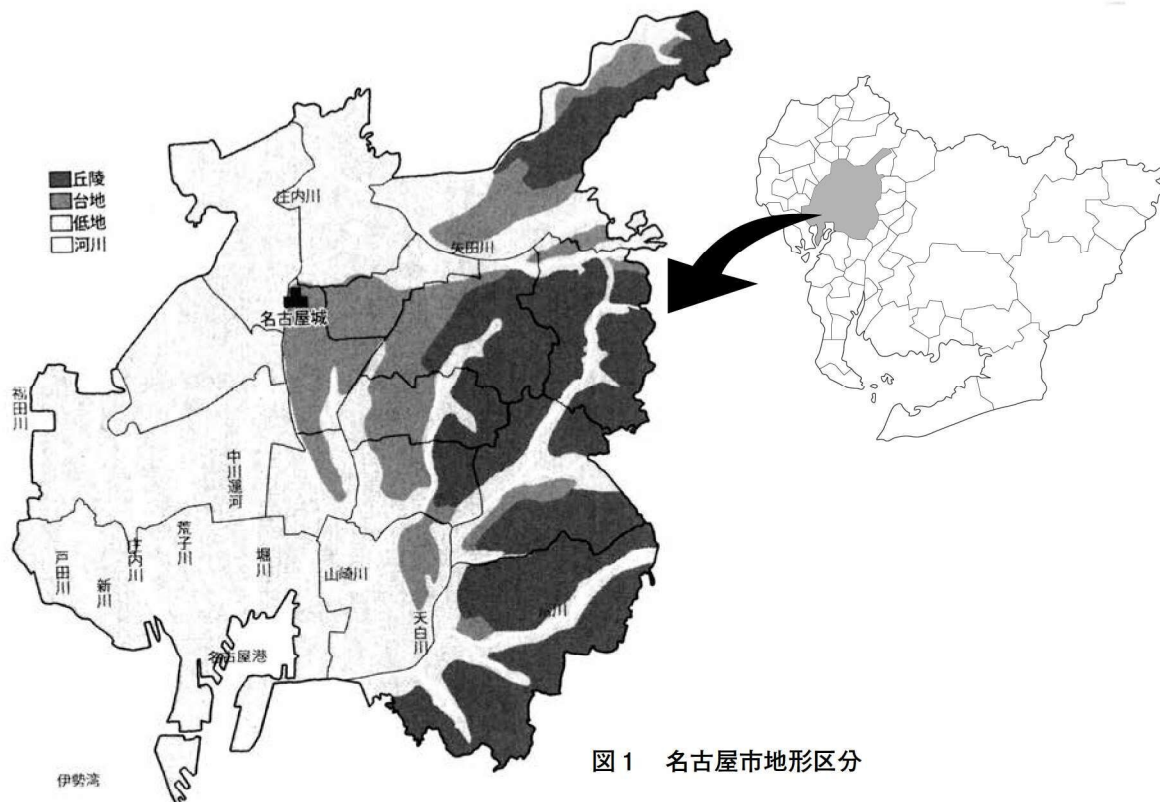 丘陵
台地
低地
河川
庄内川
矢田川
名古屋城
福田川
中川運河
戸田川
新川
庄内川
荒子川
堀川
山崎川
天白川
名古屋港
伊勢湾
図1 名古屋市地形区分